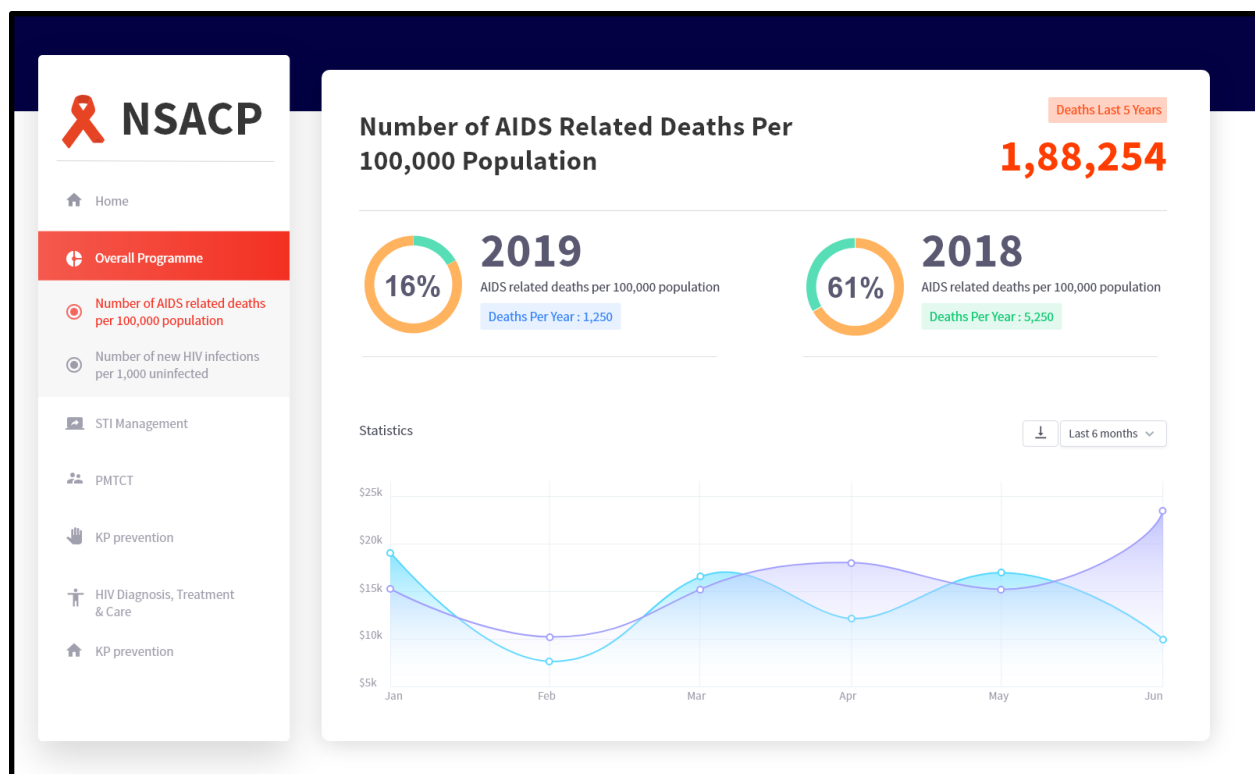 NSACP
Home
Overall Programme
Number of AIDS related deaths
per 100,000 population
Number of new HIV infections
per 1,000 uninfected
STI Management
PMTCT
KP prevention
HIV Diagnosis, Treatment
& Care
KP prevention
Number of AIDS Related Deaths Per
100,000 Population
Deaths Last 5 Years
1,88,254
16%
2019
AIDS related deaths per 100,000 population
Deaths Per Year : 1,250
61%
2018
AIDS related deaths per 100,000 population
Deaths Per Year : 5,250
Statistics
Last 6 months
$25k
$20k
$15k
$10k
$5k
Jan Feb Mar Apr May Jun